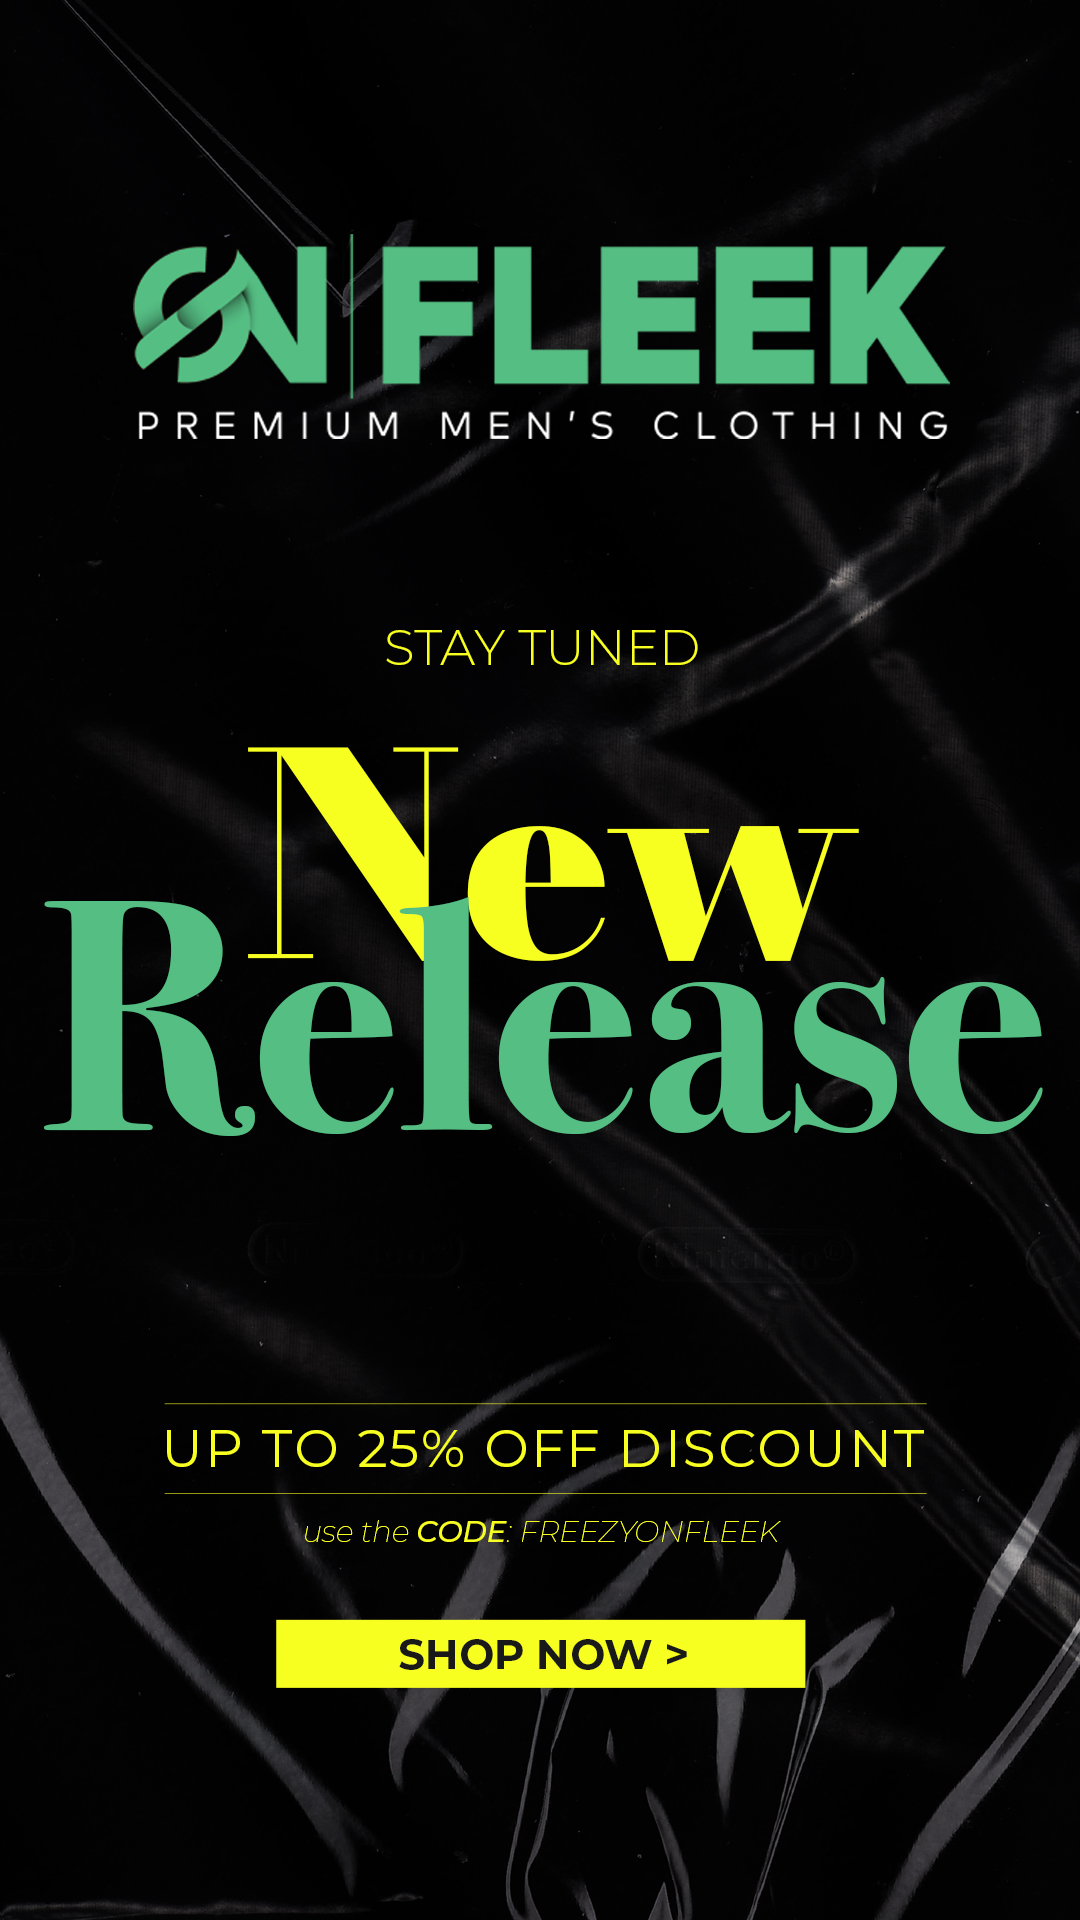 ON FLEEK
PREMIUM MEN'S CLOTHING
STAY TUNED
New
Release
Nintendo
UP TO 25% OFF DISCOUNT
use the CODE: FREEZYONFLEEK
SHOP NOW >